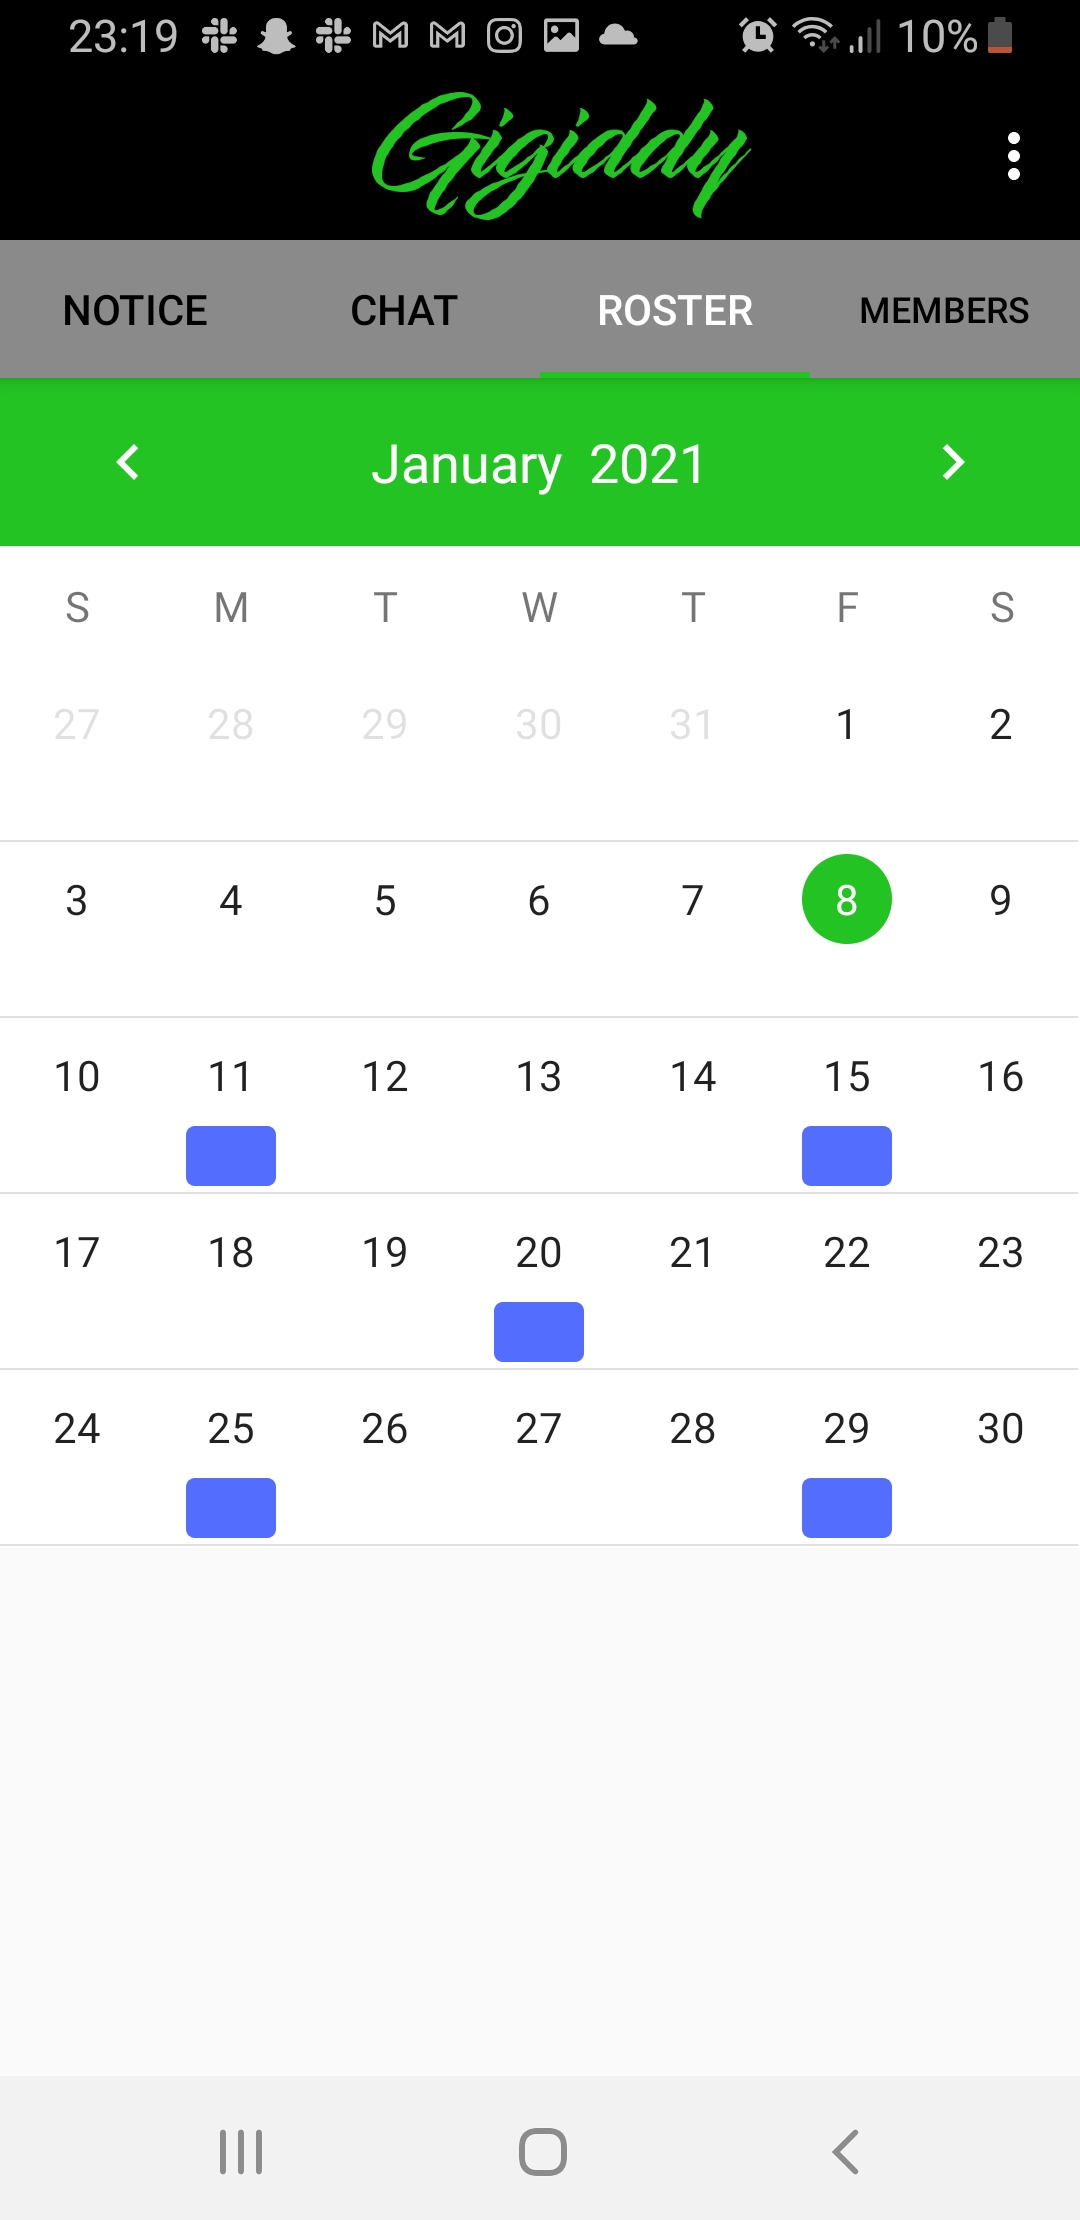 23:19 10%
Gigiddy
NOTICE CHAT ROSTER MEMBERS
January 2021
S M T W T F S
27 28 29 30 31 1 2
3 4 5 6 7 8 9
10 11 12 13 14 15 16
17 18 19 20 21 22 23
24 25 26 27 28 29 30